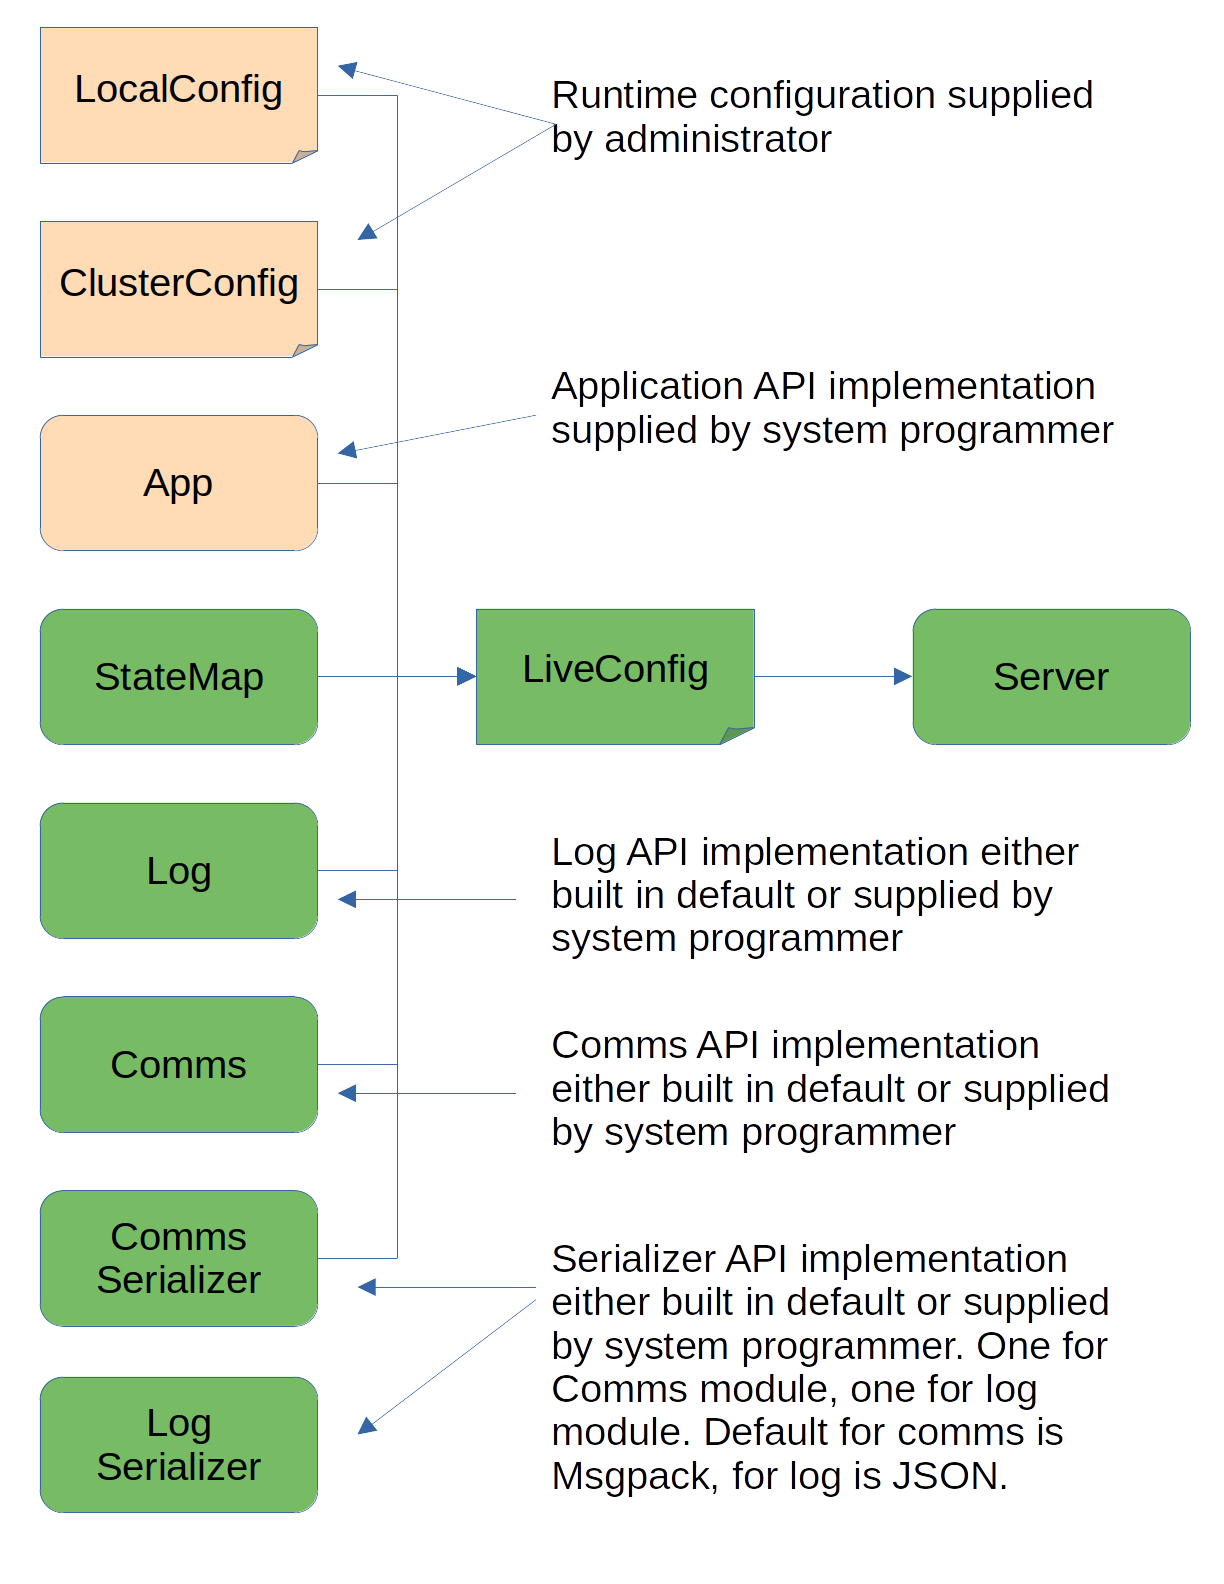 LocalConfig
Runtime configuration supplied
by administrator
ClusterConfig
Application API implementation
supplied by system programmer
App
StateMap
LiveConfig
Server
Log
Log API implementation either
built in default or supplied by
system programmer
Comms
Comms API implementation
either built in default or supplied
by system programmer
Comms
Serializer
Serializer API implementation
either built in default or supplied
by system programmer. One for
Comms module, one for log
module. Default for comms is
Msgpack, for log is JSON.
Log
Serializer